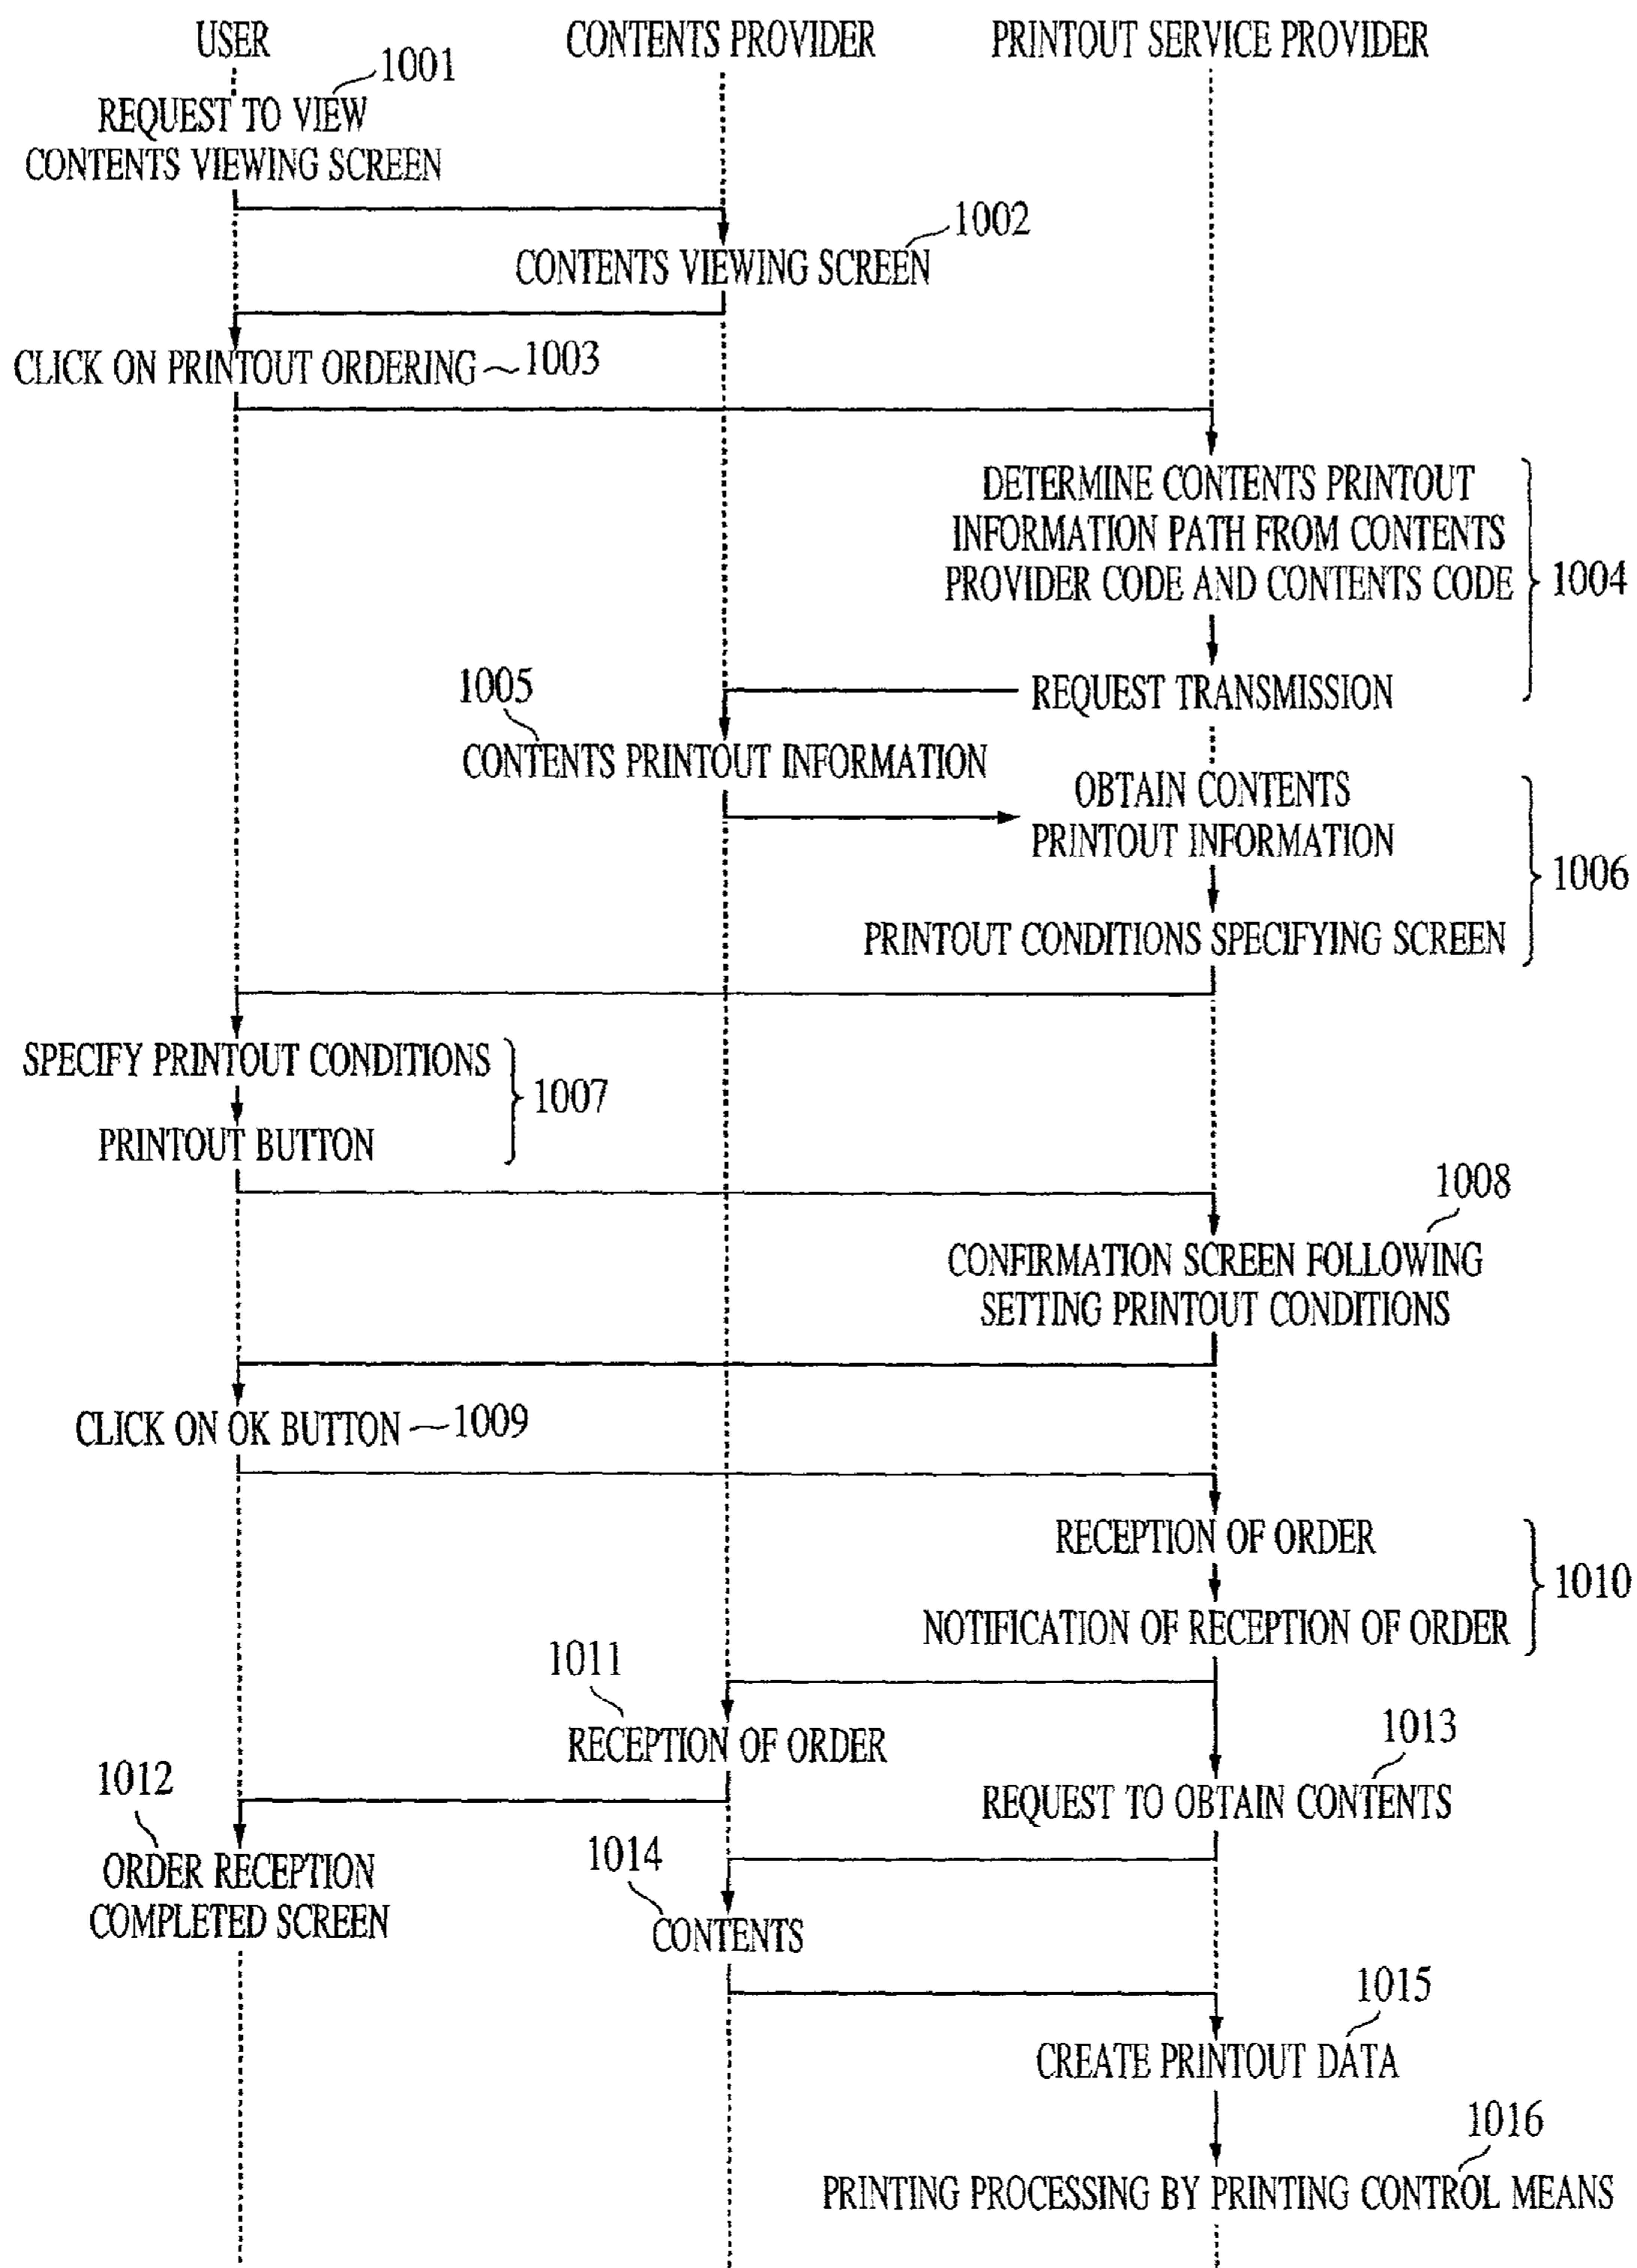 USER
CONTENTS PROVIDER
PRINTOUT SERVICE PROVIDER
1001
REQUEST TO VIEW
CONTENTS VIEWING SCREEN
1002
CONTENTS VIEWING SCREEN
CLICK ON PRINTOUT ORDERING
1003
DETERMINE CONTENTS PRINTOUT
INFORMATION PATH FROM CONTENTS
PROVIDER CODE AND CONTENTS CODE
1004
REQUEST TRANSMISSION
1005
CONTENTS PRINTOUT INFORMATION
OBTAIN CONTENTS
PRINTOUT INFORMATION
1006
PRINTOUT CONDITIONS SPECIFYING SCREEN
SPECIFY PRINTOUT CONDITIONS
1007
PRINTOUT BUTTON
1008
CONFIRMATION SCREEN FOLLOWING
SETTING PRINTOUT CONDITIONS
CLICK ON OK BUTTON
1009
RECEPTION OF ORDER
1010
NOTIFICATION OF RECEPTION OF ORDER
1011
RECEPTION OF ORDER
1013
REQUEST TO OBTAIN CONTENTS
1012
ORDER RECEPTION
COMPLETED SCREEN
1014
CONTENTS
1015
CREATE PRINTOUT DATA
1016
PRINTING PROCESSING BY PRINTING CONTROL MEANS